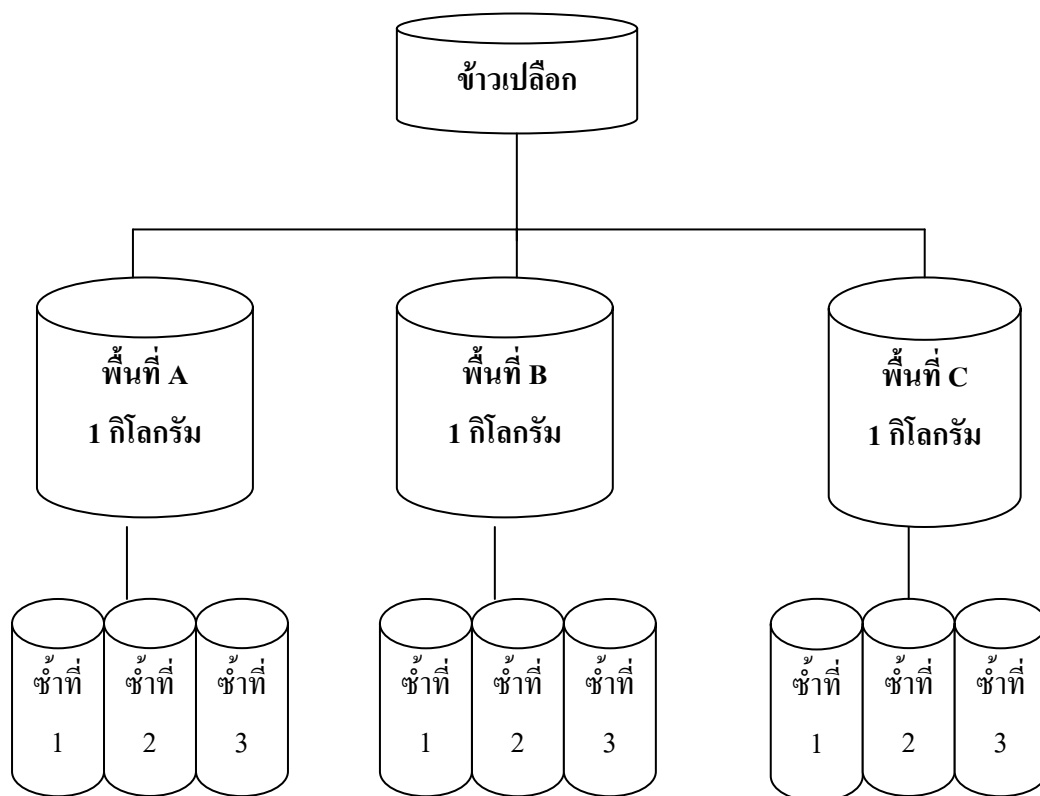 ข้าวเปลือก
พื้นที่ A
1 กิโลกรัม
พื้นที่ B
1 กิโลกรัม
พื้นที่ C
1 กิโลกรัม
ซ้ำที่
1
ซ้ำที่
2
ซ้ำที่
3
ซ้ำที่
1
ซ้ำที่
2
ซ้ำที่
3
ซ้ำที่
1
ซ้ำที่
2
ซ้ำที่
3